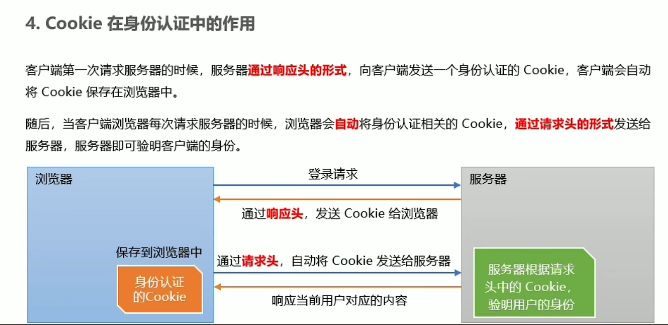 4. Cookie 在身份认证中的作用
客户端第一次请求服务器的时候，服务器通过响应头的形式，向客户端发送一个身份认证的 Cookie，客户端会自动
将 Cookie 保存在浏览器中。
随后，当客户端浏览器每次请求服务器的时候，浏览器会自动将身份认证相关的 Cookie，通过请求头的形式发送给
服务器，服务器即可验明客户端的身份。
浏览器
登录请求
服务器
通过响应头，发送 Cookie 给浏览器
保存到浏览器中
通过请求头，自动将 Cookie 发送给服务器
身份认证
的Cookie
服务器根据请求
头中的 Cookie，
验明用户的身份
响应当前用户对应的内容